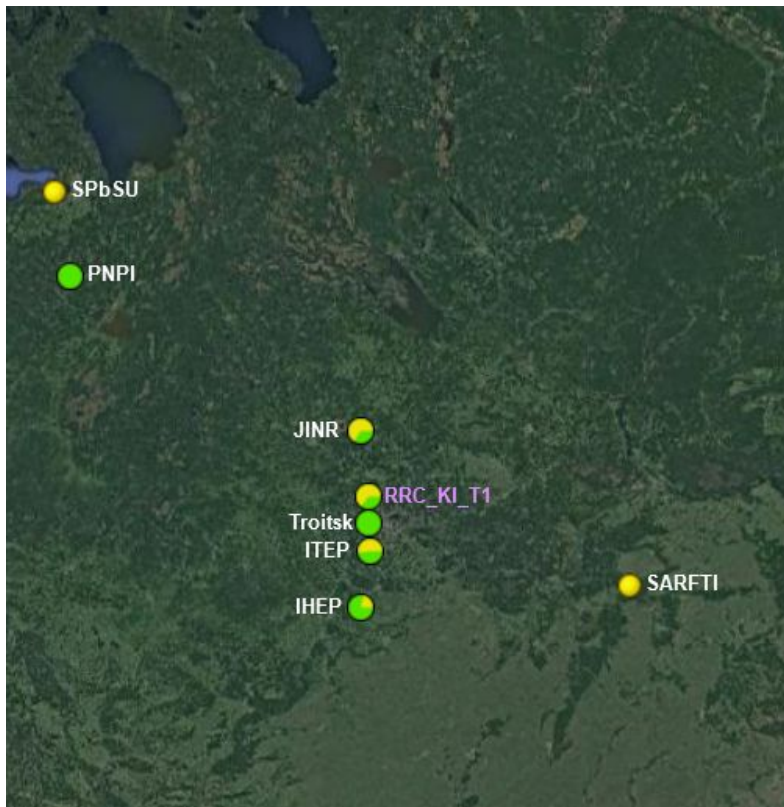 SPbSU
PNPI
JINR
RRC_KI_T1
Troitsk
ITEP
SARFTI
IHEP